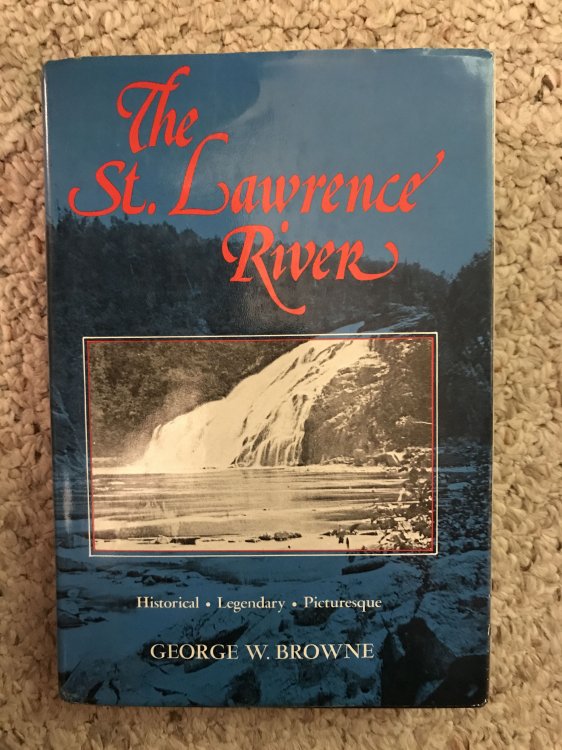 The
St. Lawrence
River
Historical • Legendary • Picturesque
GEORGE W. BROWNE